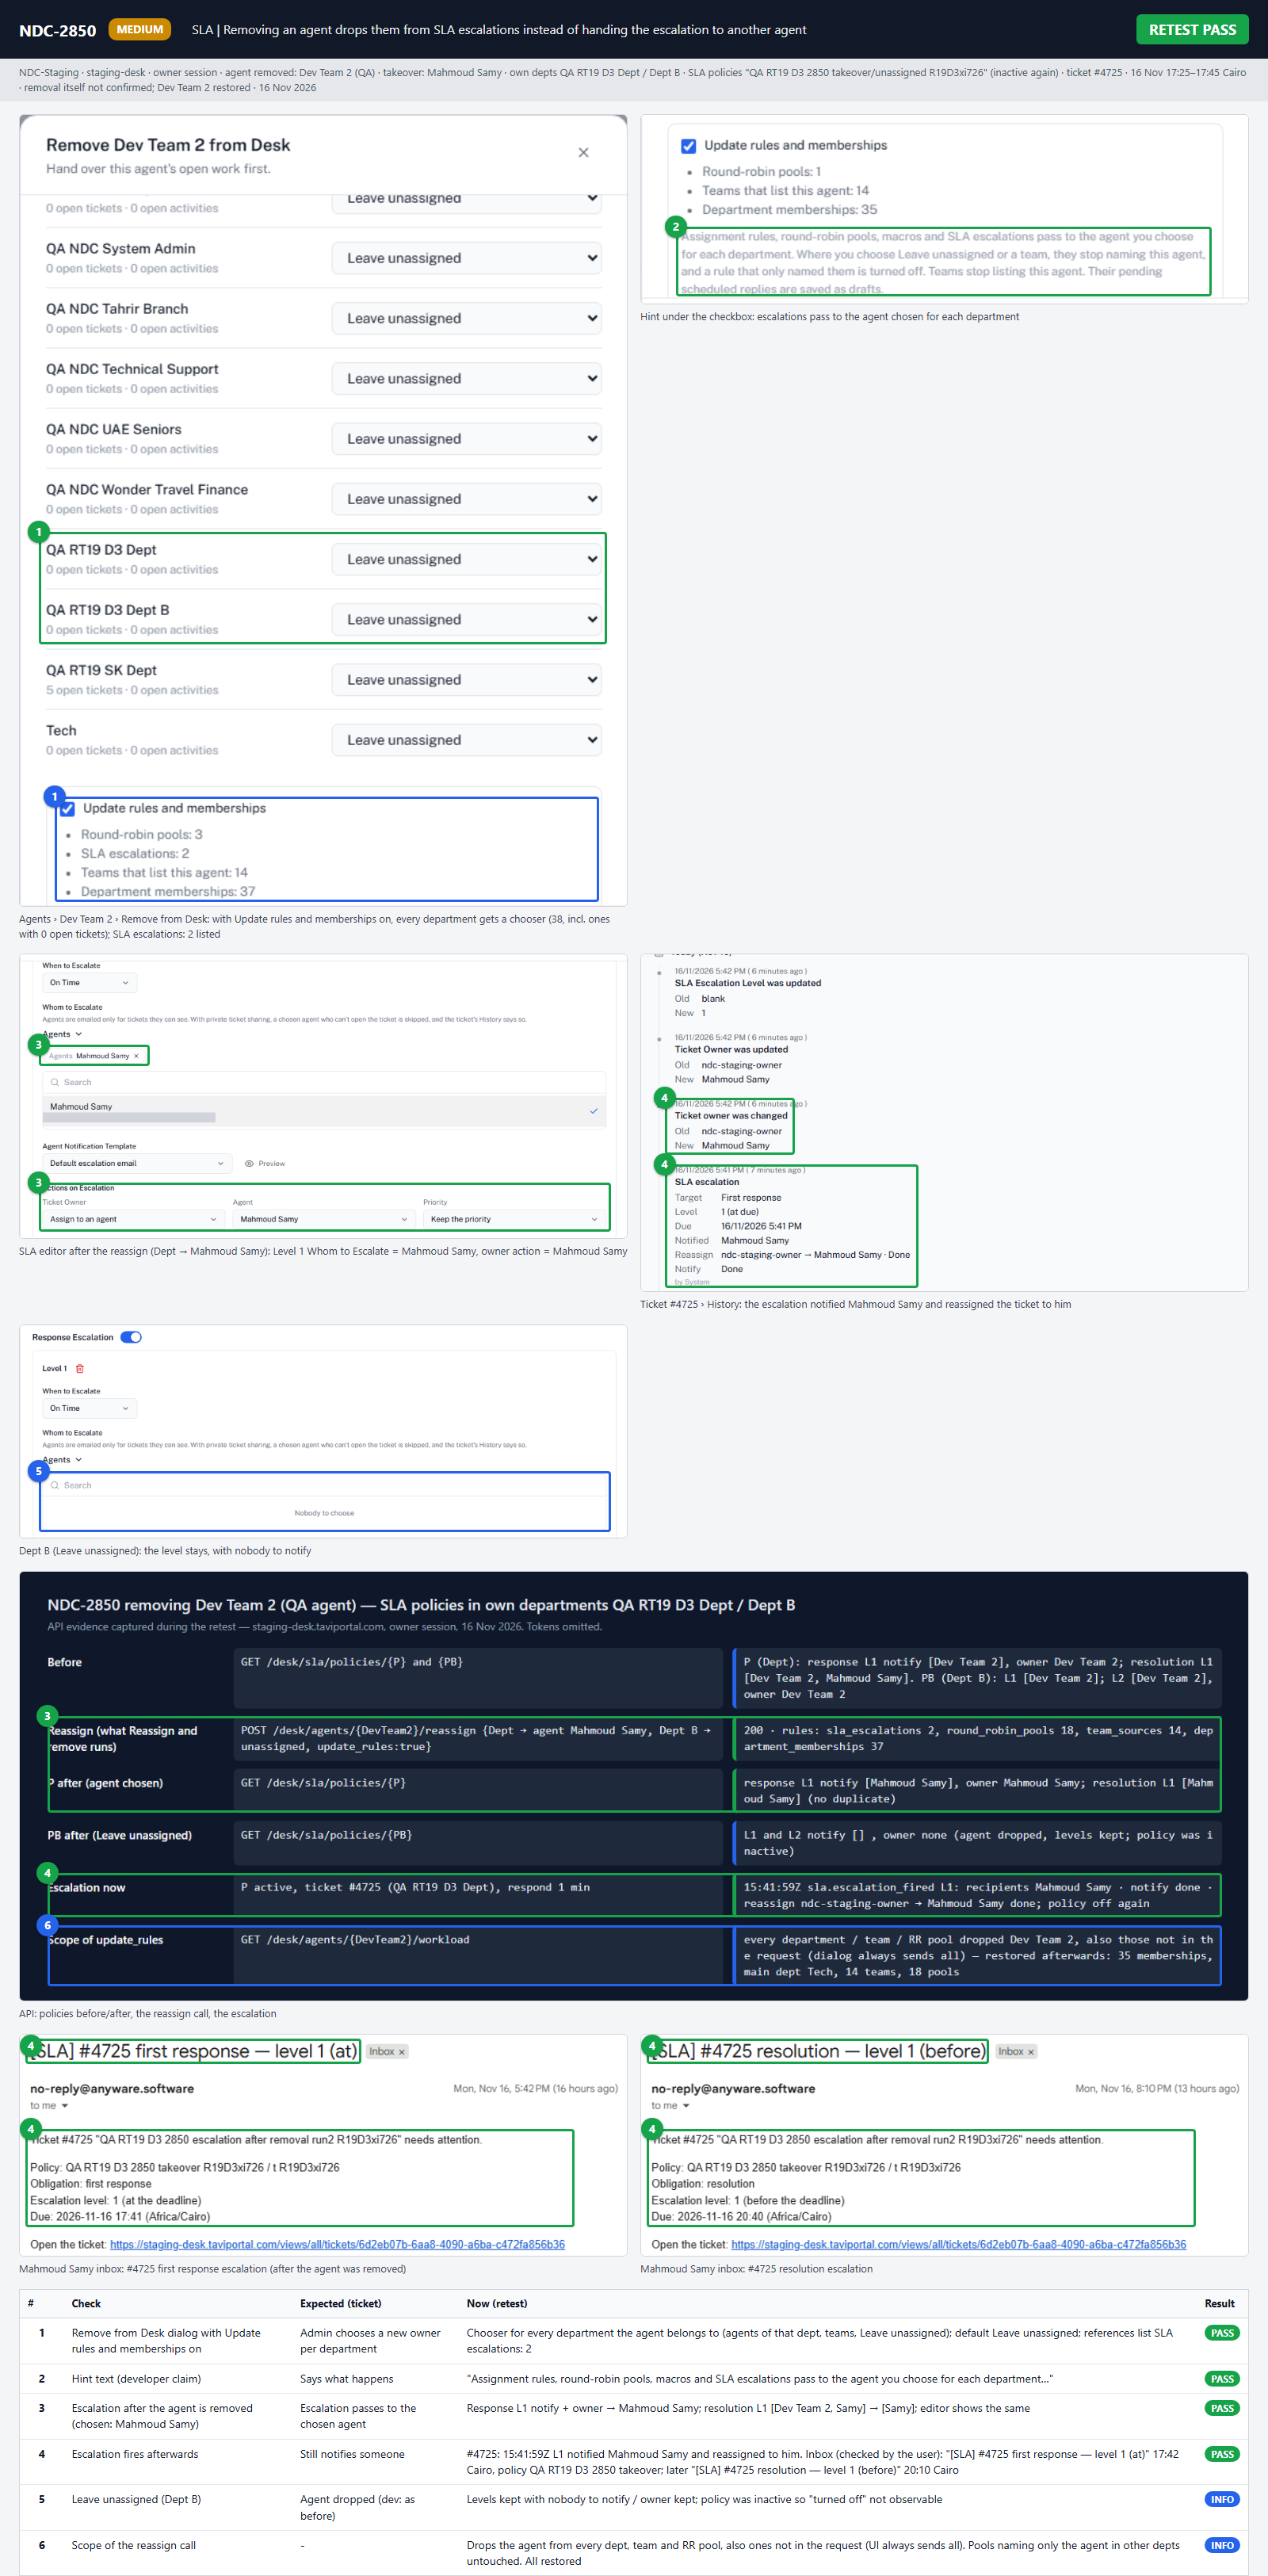 NDC-2850 MEDIUM SLA | Removing an agent drops them from SLA escalations instead of handing the escalation to another agent RETEST PASS
NDC-Staging · staging-desk · owner session · agent removed: Dev Team 2 (QA) · takeover: Mahmoud Samy · own depts QA RT19 D3 Dept / Dept B · SLA policies "QA RT19 D3 2850 takeover/unassigned R19D3xi726" (inactive again) · ticket #4725 · 16 Nov 17:25–17:45 Cairo
· removal itself not confirmed; Dev Team 2 restored · 16 Nov 2026
Remove Dev Team 2 from Desk
Hand over this agent's open work first.
0 open tickets · 0 open activities Leave unassigned
QA NDC System Admin
0 open tickets · 0 open activities
Leave unassigned
QA NDC Tahrir Branch
0 open tickets · 0 open activities
Leave unassigned
QA NDC Technical Support
0 open tickets · 0 open activities
Leave unassigned
QA NDC UAE Seniors
0 open tickets · 0 open activities
Leave unassigned
QA NDC Wonder Travel Finance
0 open tickets · 0 open activities
Leave unassigned
1
QA RT19 D3 Dept
0 open tickets · 0 open activities
Leave unassigned
QA RT19 D3 Dept B
0 open tickets · 0 open activities
Leave unassigned
QA RT19 SK Dept
5 open tickets · 0 open activities
Leave unassigned
Tech
0 open tickets · 0 open activities
Leave unassigned
1
Update rules and memberships
• Round-robin pools: 3
• SLA escalations: 2
• Teams that list this agent: 14
• Department memberships: 37
Agents › Dev Team 2 › Remove from Desk: with Update rules and memberships on, every department gets a chooser (38, incl. ones
with 0 open tickets); SLA escalations: 2 listed
Update rules and memberships
• Round-robin pools: 1
• Teams that list this agent: 14
• Department memberships: 35
2
Assignment rules, round-robin pools, macros and SLA escalations pass to the agent you choose
for each department. Where you choose Leave unassigned or a team, they stop naming this agent,
and a rule that only named them is turned off. Teams stop listing this agent. Their pending
scheduled replies are saved as drafts.
Hint under the checkbox: escalations pass to the agent chosen for each department
When to Escalate
On Time
Whom to Escalate
Agents are emailed only for tickets they can see. With private ticket sharing, a chosen agent who can't open the ticket is skipped, and the ticket's History says so.
Agents
3
Agents Mahmoud Samy ×
Search
Mahmoud Samy
Agent Notification Template
Default escalation email Preview
3
Actions on Escalation
Ticket Owner Agent Priority
Assign to an agent Mahmoud Samy Keep the priority
SLA editor after the reassign (Dept → Mahmoud Samy): Level 1 Whom to Escalate = Mahmoud Samy, owner action = Mahmoud Samy
16/11/2026 5:42 PM ( 6 minutes ago )
SLA Escalation Level was updated
Old blank
New 1
16/11/2026 5:42 PM ( 6 minutes ago )
Ticket Owner was updated
Old ndc-staging-owner
New Mahmoud Samy
4
16/11/2026 5:42 PM ( 6 minutes ago )
Ticket owner was changed
Old ndc-staging-owner
New Mahmoud Samy
4
16/11/2026 5:41 PM ( 7 minutes ago )
SLA escalation
Target First response
Level 1 (at due)
Due 16/11/2026 5:41 PM
Notified Mahmoud Samy
Reassign ndc-staging-owner → Mahmoud Samy · Done
Notify Done
by System
Ticket #4725 › History: the escalation notified Mahmoud Samy and reassigned the ticket to him
Response Escalation
Level 1
When to Escalate
On Time
Whom to Escalate
Agents are emailed only for tickets they can see. With private ticket sharing, a chosen agent who can't open the ticket is skipped, and the ticket's History says so.
Agents
5
Search
Nobody to choose
Dept B (Leave unassigned): the level stays, with nobody to notify
NDC-2850 removing Dev Team 2 (QA agent) — SLA policies in own departments QA RT19 D3 Dept / Dept B
API evidence captured during the retest — staging-desk.taviportal.com, owner session, 16 Nov 2026. Tokens omitted.
Before GET /desk/sla/policies/{P} and {PB} P (Dept): response L1 notify [Dev Team 2], owner Dev Team 2; resolution L1
[Dev Team 2, Mahmoud Samy]. PB (Dept B): L1 [Dev Team 2]; L2 [Dev Team 2],
owner Dev Team 2
3
Reassign (what Reassign and POST /desk/agents/{DevTeam2}/reassign {Dept → agent Mahmoud Samy, Dept B → 200 · rules: sla_escalations 2, round_robin_pools 18, team_sources 14, dep
remove runs) unassigned, update_rules:true} artment_memberships 37
P after (agent chosen) GET /desk/sla/policies/{P} response L1 notify [Mahmoud Samy], owner Mahmoud Samy; resolution L1 [Mahm
oud Samy] (no duplicate)
PB after (Leave unassigned) GET /desk/sla/policies/{PB} L1 and L2 notify [] , owner none (agent dropped, levels kept; policy was i
nactive)
4
Escalation now P active, ticket #4725 (QA RT19 D3 Dept), respond 1 min 15:41:59Z sla.escalation_fired L1: recipients Mahmoud Samy · notify done ·
reassign ndc-staging-owner → Mahmoud Samy done; policy off again
6
Scope of update_rules GET /desk/agents/{DevTeam2}/workload every department / team / RR pool dropped Dev Team 2, also those not in th
e request (dialog always sends all) — restored afterwards: 35 memberships,
main dept Tech, 14 teams, 18 pools
API: policies before/after, the reassign call, the escalation
4
[SLA] #4725 first response — level 1 (at) Inbox ×
no-reply@anyware.software Mon, Nov 16, 5:42 PM (16 hours ago)
to me
4
Ticket #4725 "QA RT19 D3 2850 escalation after removal run2 R19D3xi726" needs attention.
Policy: QA RT19 D3 2850 takeover R19D3xi726 / t R19D3xi726
Obligation: first response
Escalation level: 1 (at the deadline)
Due: 2026-11-16 17:41 (Africa/Cairo)
Open the ticket: https://staging-desk.taviportal.com/views/all/tickets/6d2eb07b-6aa8-4090-a6ba-c472fa856b36
Mahmoud Samy inbox: #4725 first response escalation (after the agent was removed)
4
[SLA] #4725 resolution — level 1 (before) Inbox ×
no-reply@anyware.software Mon, Nov 16, 8:10 PM (13 hours ago)
to me
4
Ticket #4725 "QA RT19 D3 2850 escalation after removal run2 R19D3xi726" needs attention.
Policy: QA RT19 D3 2850 takeover R19D3xi726 / t R19D3xi726
Obligation: resolution
Escalation level: 1 (before the deadline)
Due: 2026-11-16 20:40 (Africa/Cairo)
Open the ticket: https://staging-desk.taviportal.com/views/all/tickets/6d2eb07b-6aa8-4090-a6ba-c472fa856b36
Mahmoud Samy inbox: #4725 resolution escalation
# Check Expected (ticket) Now (retest) Result
1 Remove from Desk dialog with Update Admin chooses a new owner Chooser for every department the agent belongs to (agents of that dept, teams, Leave unassigned); default Leave unassigned; references list SLA PASS
rules and memberships on per department escalations: 2
2 Hint text (developer claim) Says what happens "Assignment rules, round-robin pools, macros and SLA escalations pass to the agent you choose for each department..." PASS
3 Escalation after the agent is removed Escalation passes to the Response L1 notify + owner → Mahmoud Samy; resolution L1 [Dev Team 2, Samy] → [Samy]; editor shows the same PASS
(chosen: Mahmoud Samy) chosen agent
4 Escalation fires afterwards Still notifies someone #4725: 15:41:59Z L1 notified Mahmoud Samy and reassigned to him. Inbox (checked by the user): "[SLA] #4725 first response — level 1 (at)" 17:42 PASS
Cairo, policy QA RT19 D3 2850 takeover; later "[SLA] #4725 resolution — level 1 (before)" 20:10 Cairo
5 Leave unassigned (Dept B) Agent dropped (dev: as Levels kept with nobody to notify / owner kept; policy was inactive so "turned off" not observable INFO
before)
6 Scope of the reassign call - Drops the agent from every dept, team and RR pool, also ones not in the request (UI always sends all). Pools naming only the agent in other depts INFO
untouched. All restored